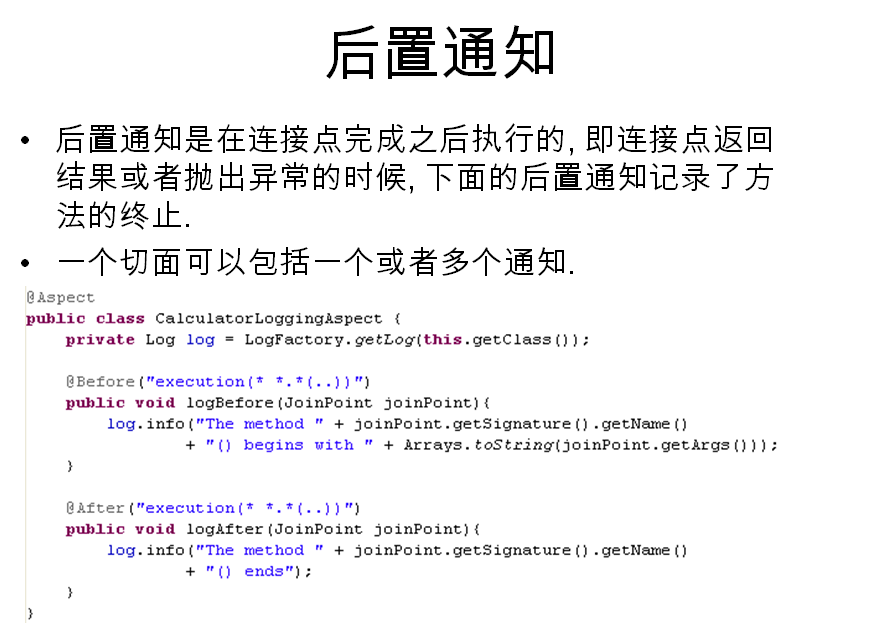 后置通知
• 后置通知是在连接点完成之后执行的, 即连接点返回
结果或者抛出异常的时候, 下面的后置通知记录了方
法的终止.
• 一个切面可以包括一个或者多个通知.
@Aspect
public class CalculatorLoggingAspect {
    private Log log = LogFactory.getLog(this.getClass());
    @Before("execution(* *.*(..))")
    public void logBefore(JoinPoint joinPoint){
        log.info("The method " + joinPoint.getSignature().getName()
                + "() begins with " + Arrays.toString(joinPoint.getArgs()));
    }
    @After("execution(* *.*(..))")
    public void logAfter(JoinPoint joinPoint){
        log.info("The method " + joinPoint.getSignature().getName()
                + "() ends");
    }
}